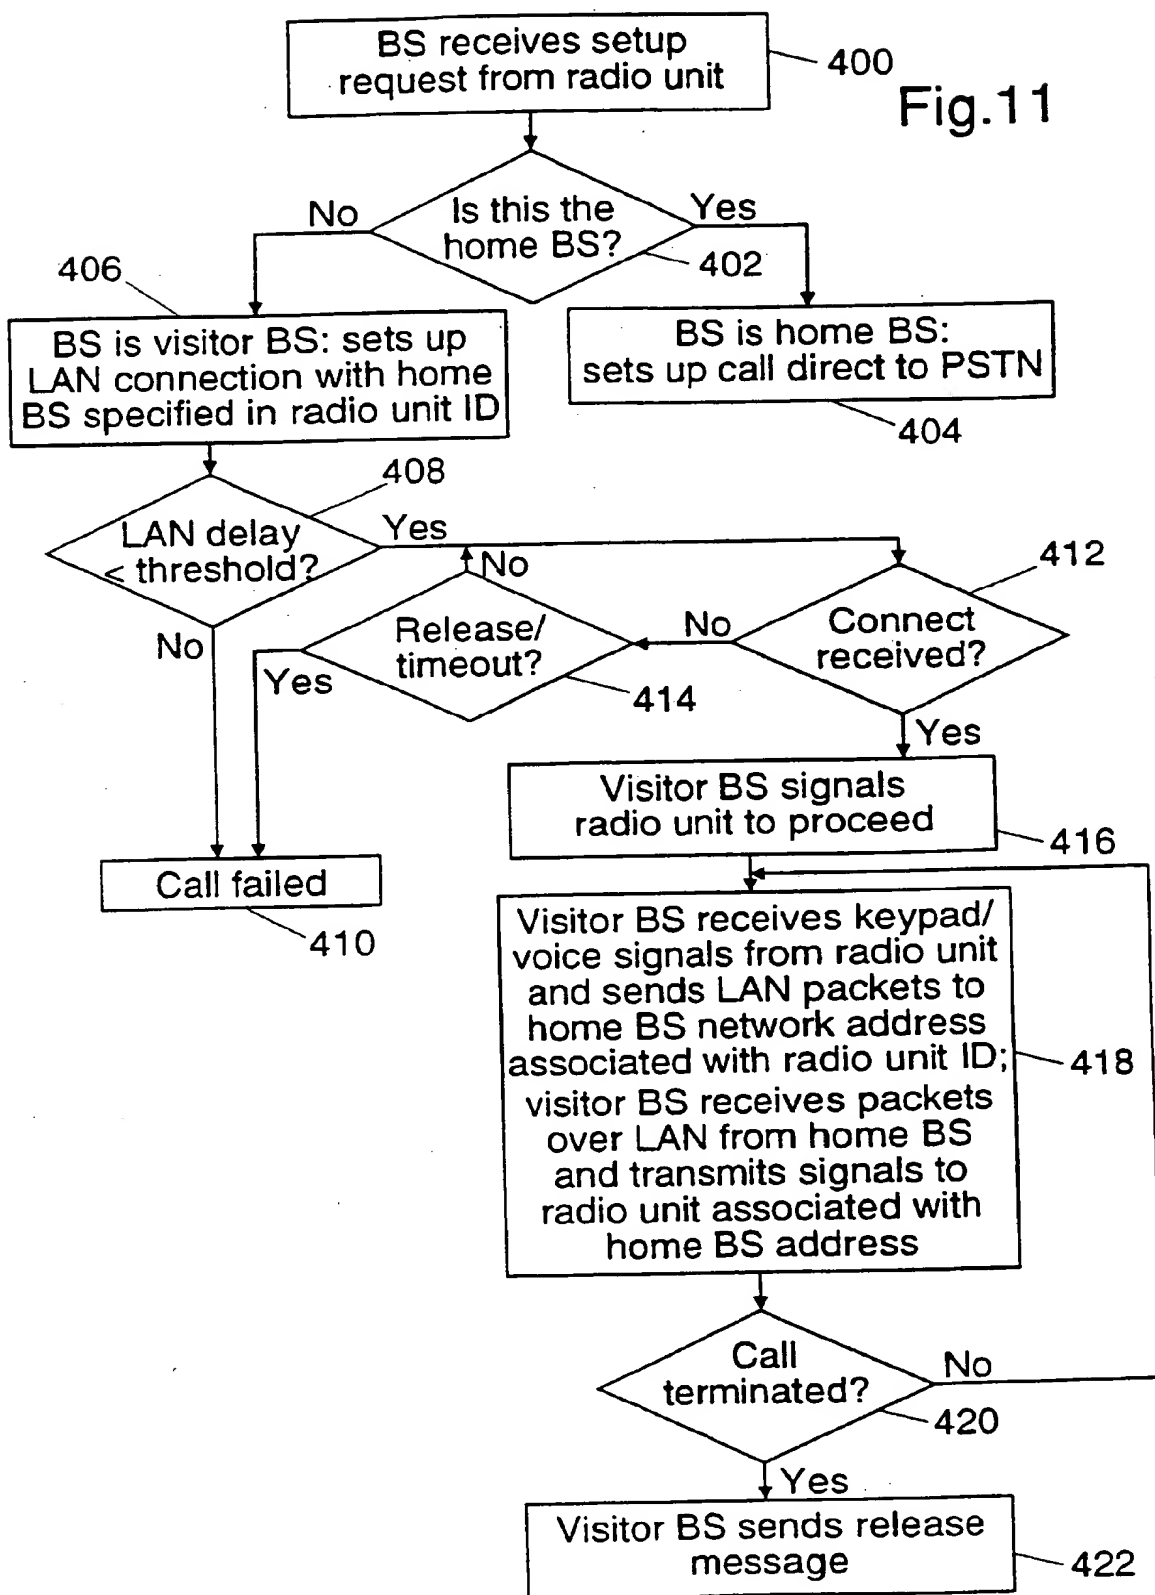 BS receives setup
request from radio unit
400
Fig.11
Is this the
home BS?
No
Yes
402
406
BS is visitor BS: sets up
LAN connection with home
BS specified in radio unit ID
BS is home BS:
sets up call direct to PSTN
404
408
LAN delay
< threshold?
Yes
No
No
412
Release/
timeout?
No
Connect
received?
Yes
414
Yes
Visitor BS signals
radio unit to proceed
416
Call failed
410
Visitor BS receives keypad/
voice signals from radio unit
and sends LAN packets to
home BS network address
associated with radio unit ID;
visitor BS receives packets
over LAN from home BS
and transmits signals to
radio unit associated with
home BS address
418
Call
terminated?
No
420
Yes
Visitor BS sends release
message
422